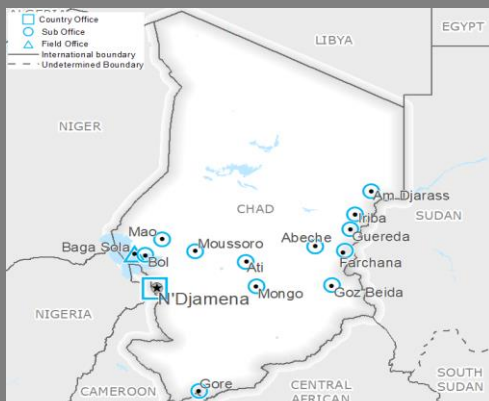 ALGERIA
Country Office
Sub Office
Field Office
International boundary
Undetermined Boundary
LIBYA
EGYPT
NIGER
CHAD
SUDAN
Am Djarass
Iriba
Guereda
Mao
Moussoro
Abeche
Baga Sola
Bol
Farchana
Ati
N'Djamena
Mongo
Goz Beida
NIGERIA
Gore
CAMEROON
CENTRAL
AFRICAN
SOUTH
SUDAN